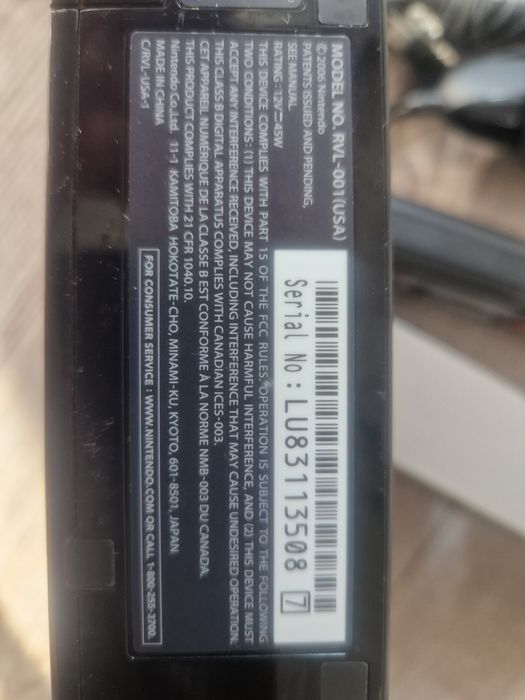 MODEL NO. RVL-001(USA)
©2006 Nintendo
PATENTS ISSUED AND PENDING.
SEE MANUAL.
RATING : 12V⎓45W
Serial No : LU83113508 7
THIS DEVICE COMPLIES WITH PART 15 OF THE FCC RULES. OPERATION IS SUBJECT TO THE FOLLOWING
TWO CONDITIONS: (1) THIS DEVICE MAY NOT CAUSE HARMFUL INTERFERENCE, AND (2) THIS DEVICE MUST
ACCEPT ANY INTERFERENCE RECEIVED, INCLUDING INTERFERENCE THAT MAY CAUSE UNDESIRED OPERATION.
THIS CLASS B DIGITAL APPARATUS COMPLIES WITH CANADIAN ICES-003.
CET APPAREIL NUMÉRIQUE DE LA CLASSE B EST CONFORME À LA NORME NMB-003 DU CANADA.
THIS PRODUCT COMPLIES WITH 21 CFR 1040.10.
Nintendo Co.,Ltd. 11-1 KAMITOBA HOKOTATE-CHO, MINAMI-KU, KYOTO, 601-8501, JAPAN
MADE IN CHINA
C/RVL-USA-1
FOR CONSUMER SERVICE : WWW.NINTENDO.COM OR CALL 1-800-255-3700.